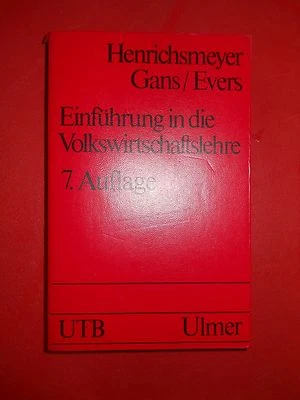 Henrichsmeyer
Gans/Evers
Einführung in die
Volkswirtschaftslehre
7. Auflage
UTB Ulmer